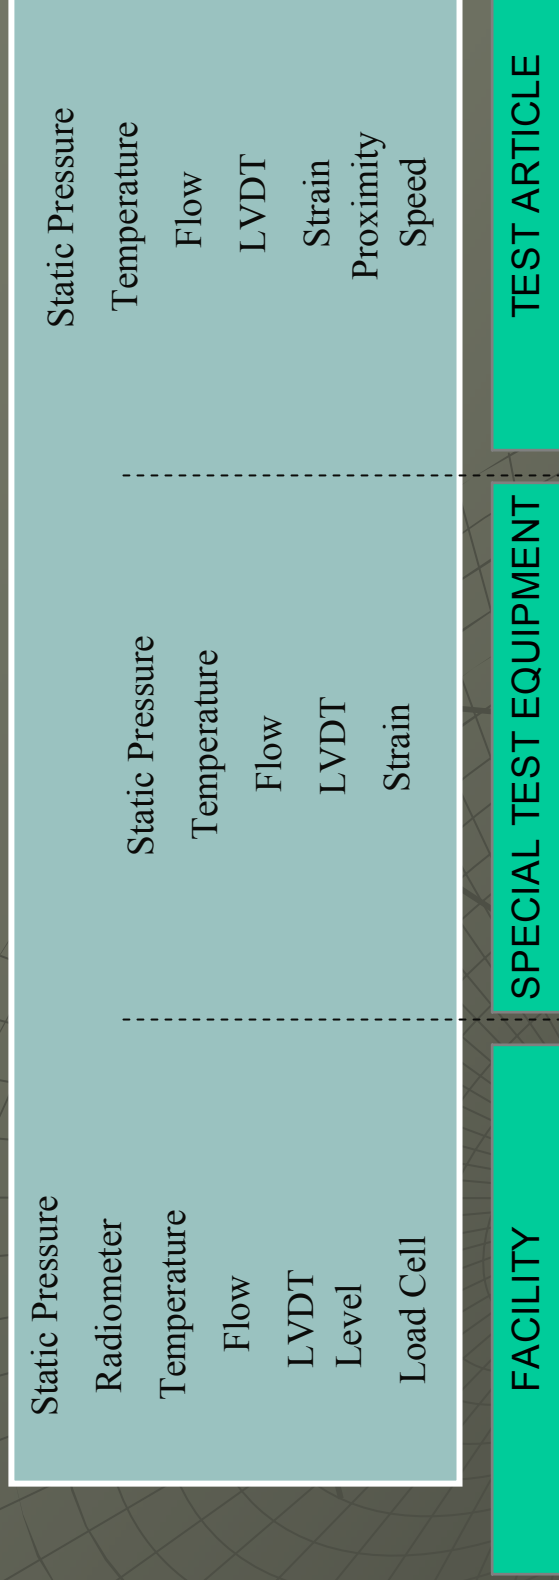 Static Pressure
Radiometer
Temperature
Flow
LVDT
Level
Load Cell
Static Pressure
Temperature
Flow
LVDT
Strain
Static Pressure
Temperature
Flow
LVDT
Strain
Proximity
Speed
FACILITY
SPECIAL TEST EQUIPMENT
TEST ARTICLE